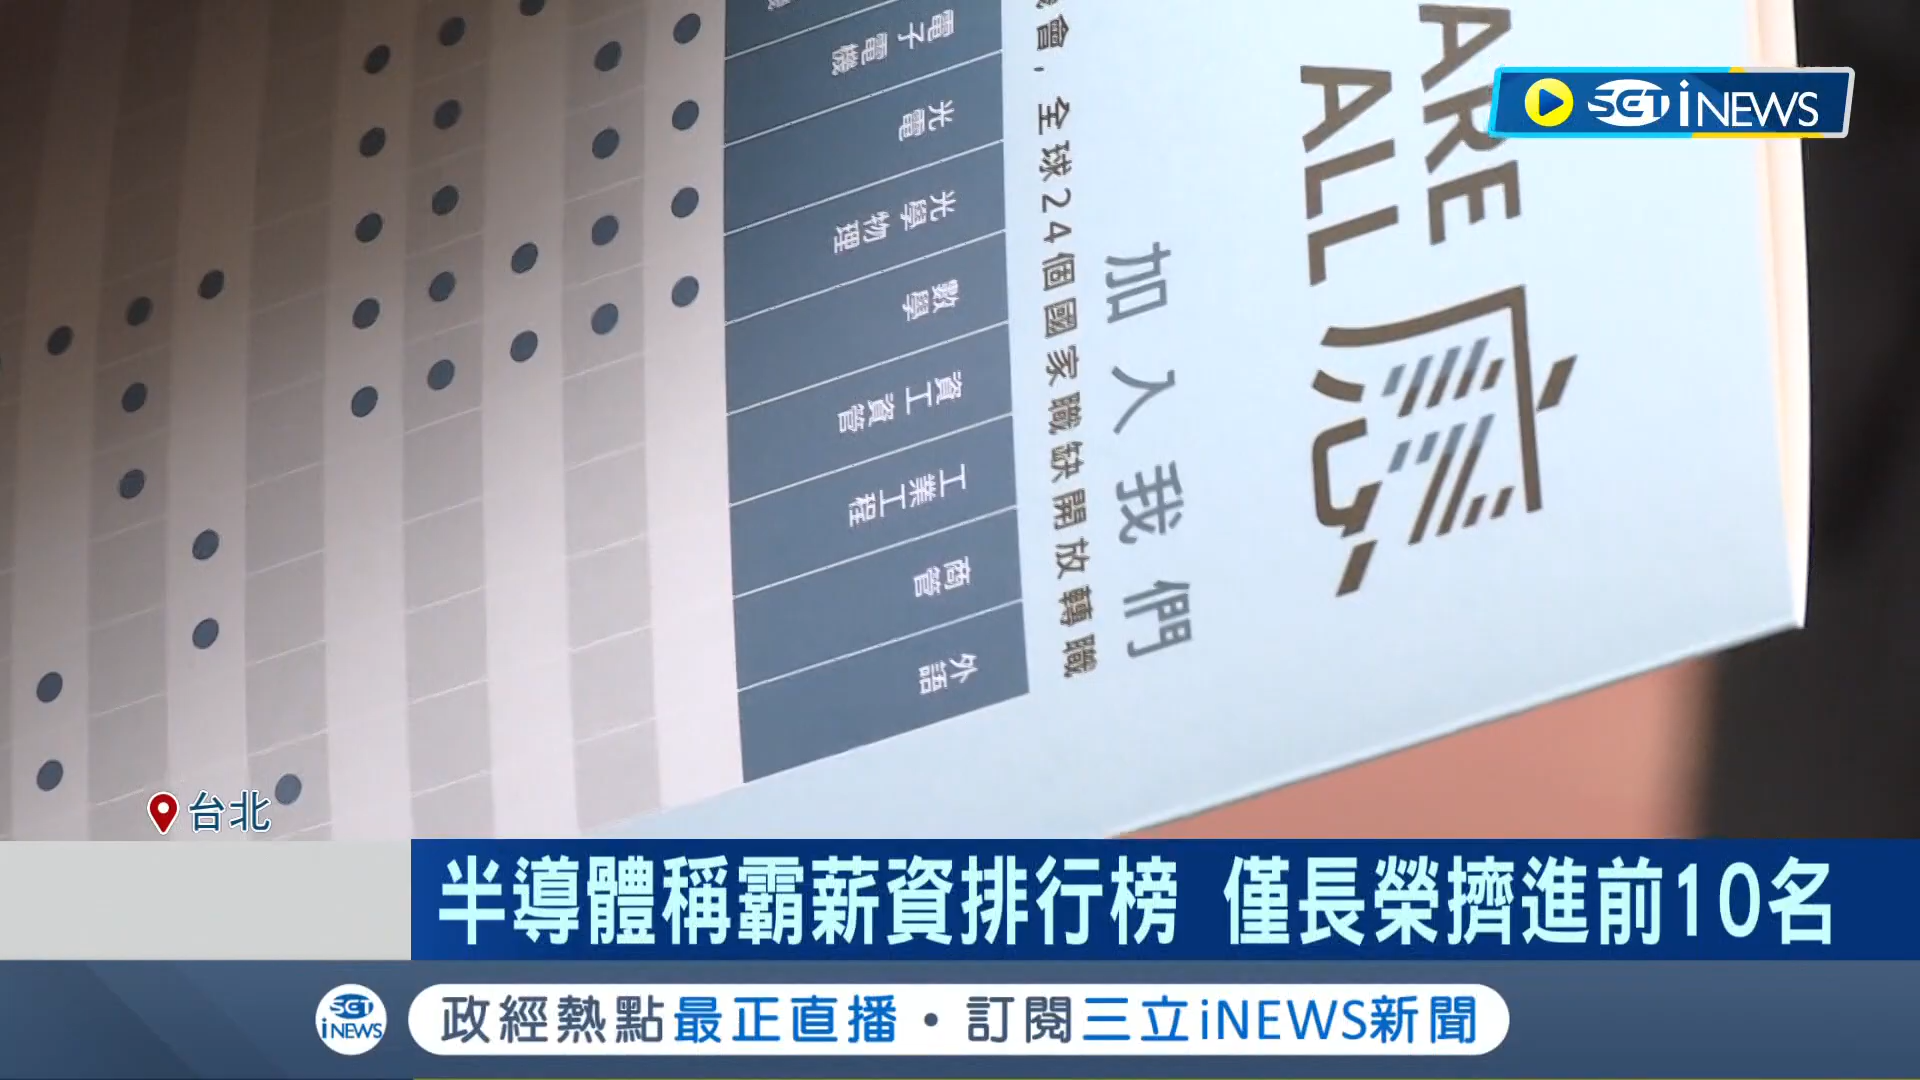 SET iNEWS
ARE
ALL
加入我們
會，全球24個國家職缺開放轉職
電子電機
光電
光學物理
數學
資工資管
工業工程
商管
外語
台北
半導體稱霸薪資排行榜 僅長榮擠進前10名
SET iNEWS
政經熱點最正直播・訂閱三立iNEWS新聞